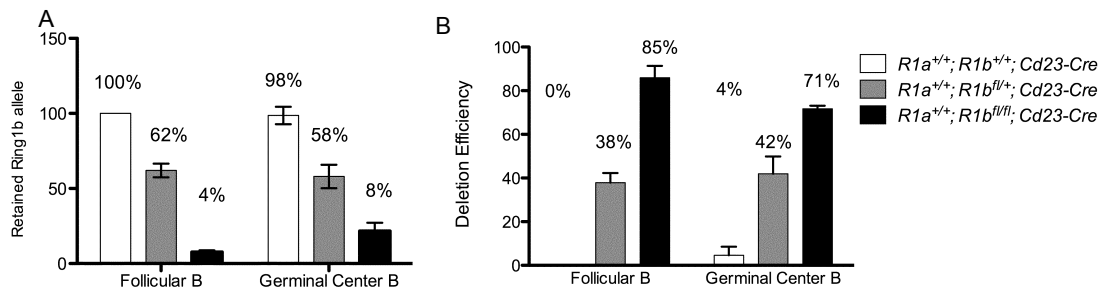 A
150
100
50
0
Retained Ring1b allele
100%
62%
4%
98%
58%
8%
Follicular B
Germinal Center B
B
100
80
60
40
20
0
Deletion Efficiency
0%
38%
85%
4%
42%
71%
Follicular B
Germinal Center B
R1a+/+; R1b+/+; Cd23-Cre
R1a+/+; R1bfl/+; Cd23-Cre
R1a+/+; R1bfl/fl; Cd23-Cre